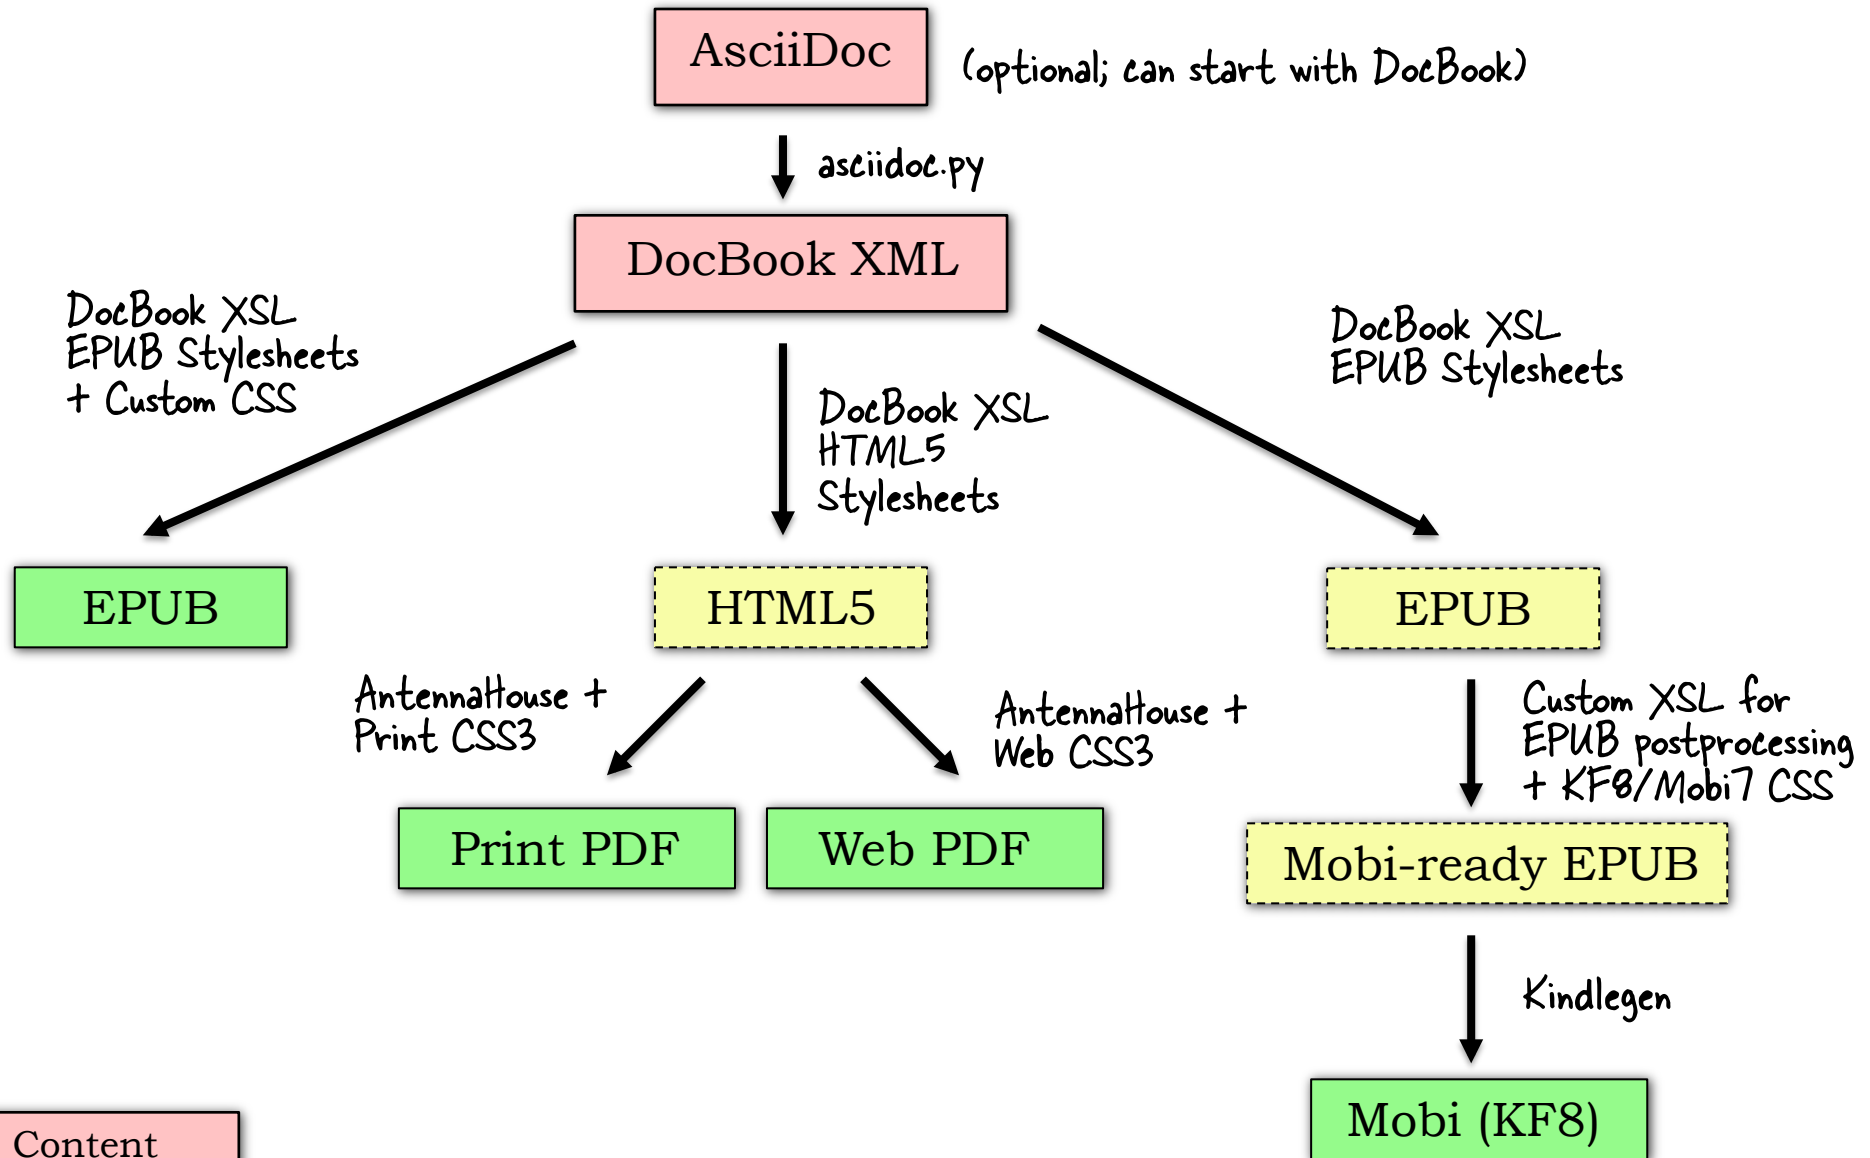 AsciiDoc
(optional; can start with DocBook)
asciidoc.py
DocBook XML
DocBook XSL
EPUB Stylesheets
+ Custom CSS
DocBook XSL
HTML5
Stylesheets
DocBook XSL
EPUB Stylesheets
EPUB
HTML5
EPUB
AntennaHouse +
Print CSS3
AntennaHouse +
Web CSS3
Custom XSL for
EPUB postprocessing
+ KF8/Mobi7 CSS
Print PDF
Web PDF
Mobi-ready EPUB
Kindlegen
Mobi (KF8)
Content